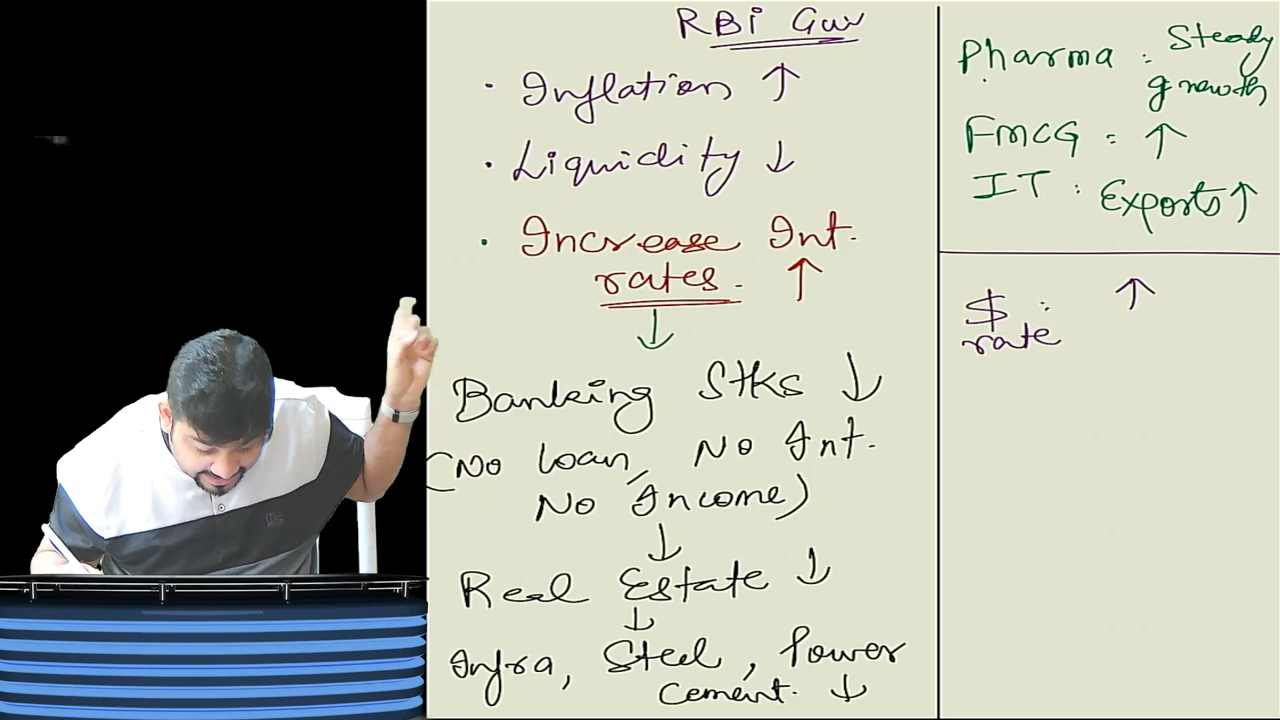 RBI Guv
• Inflation ↑
• Liquidity ↓
• Increase Int.
rates. ↑
↓
Banking Stks ↓
(No loan, No Int.
No Income)
↓
Real Estate ↓
↓
Infra, Steel, Power
cement. ↓
Pharma : Steady
growth
FMCG : ↑
IT : Exports ↑
$ : ↑
rate